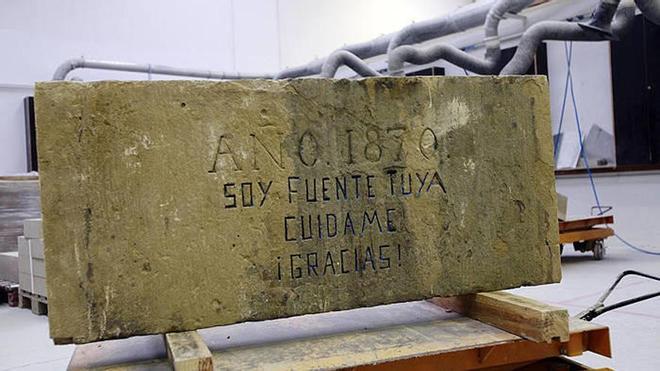 AÑO. 1870.
SOY FUENTE TUYA
CUIDAME
¡GRACIAS!